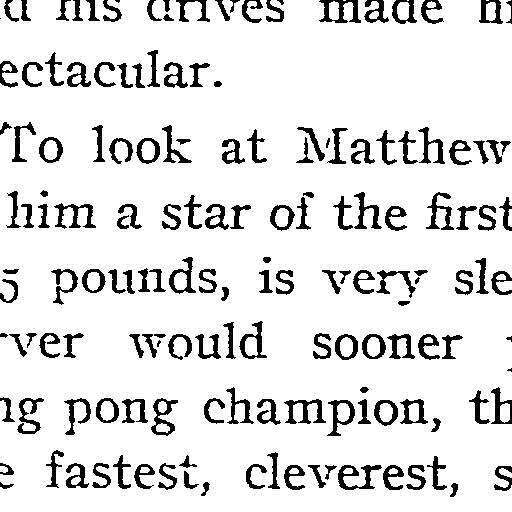 his drives made
ectacular.
To look at Matthew
him a star of the first
5 pounds, is very sle
rver would sooner
ng pong champion, th
e fastest, cleverest, s